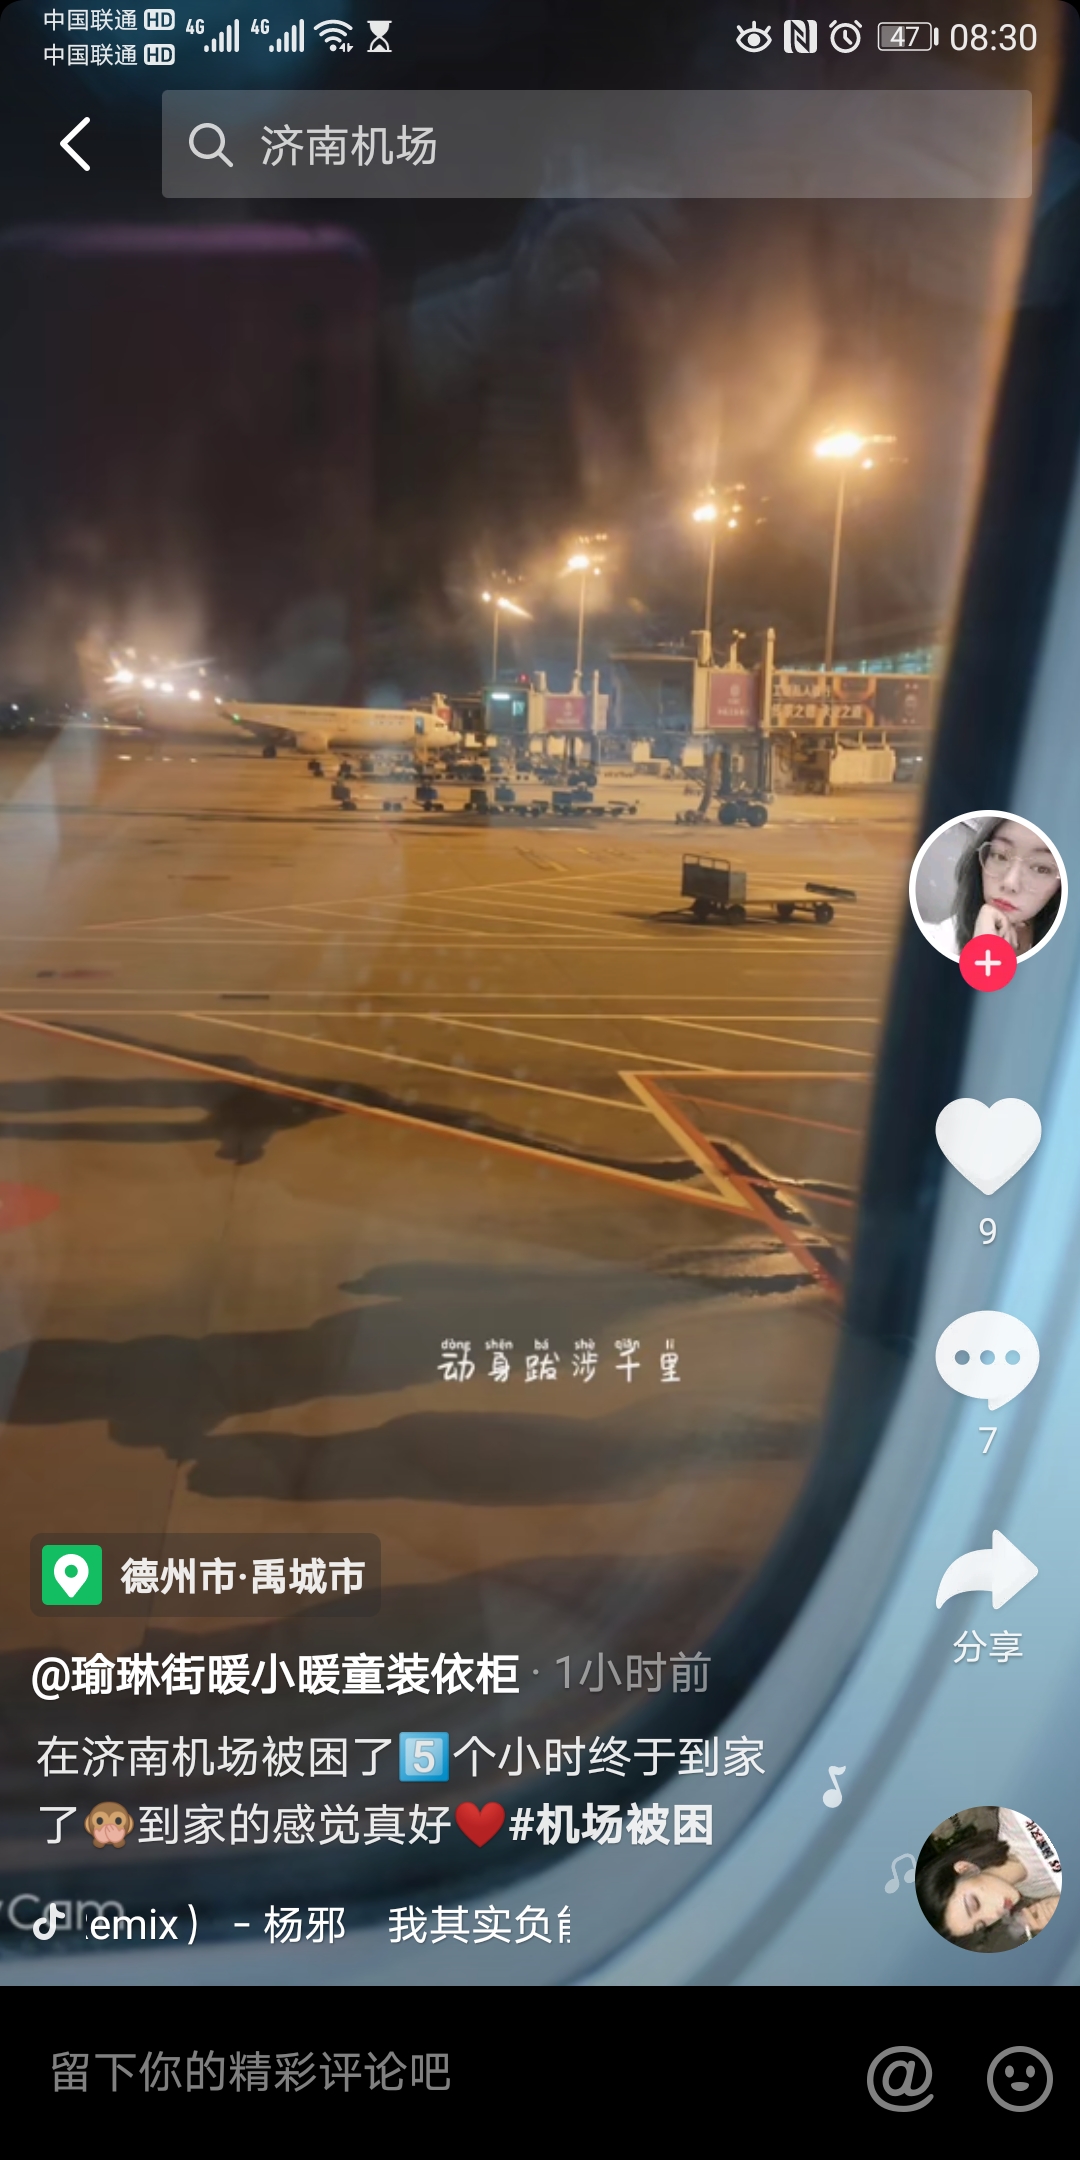 中国联通 HD 4G 4G 47 08:30
中国联通 HD
济南机场
dòng shēn bá shè qiān lǐ
动身跋涉千里
9
7
德州市·禹城市
分享
@瑜琳街暖小暖童装依柜 · 1小时前
在济南机场被困了5️⃣个小时终于到家
了🙊到家的感觉真好❤️#机场被困
Cam
emix） - 杨邪 我其实负
留下你的精彩评论吧
@